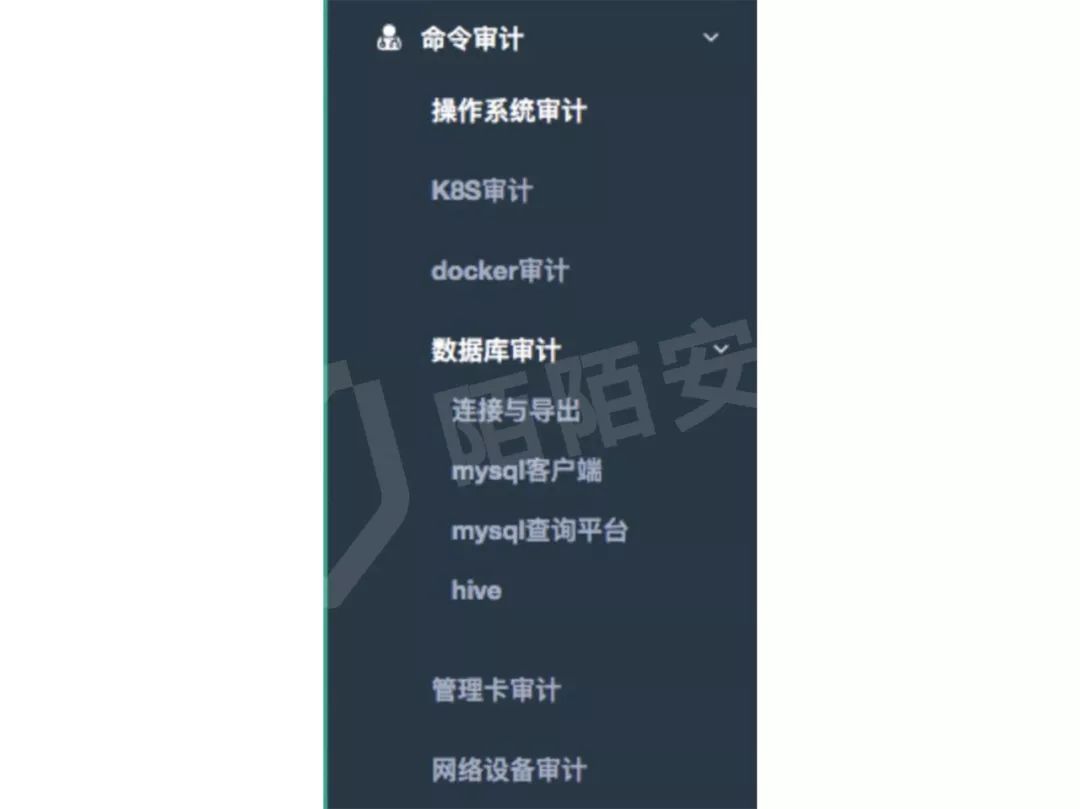 命令审计
操作系统审计
K8S审计
docker审计
数据库审计
连接与导出
mysql客户端
mysql查询平台
hive
管理卡审计
网络设备审计
陌陌安